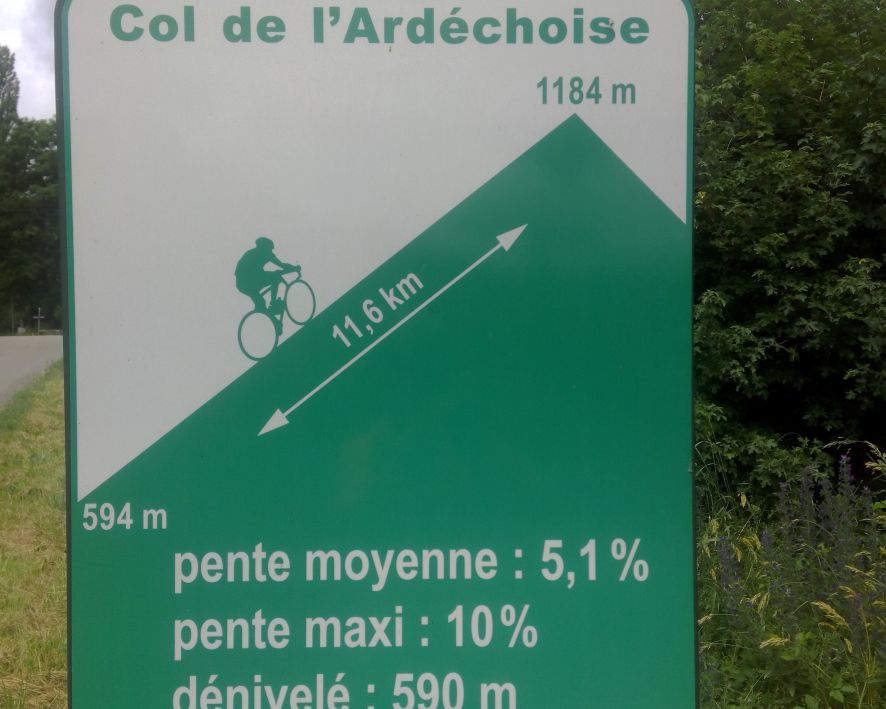 Col de l'Ardéchoise
1184 m
11,6 km
594 m
pente moyenne : 5,1%
pente maxi : 10%
dénivelé : 590 m